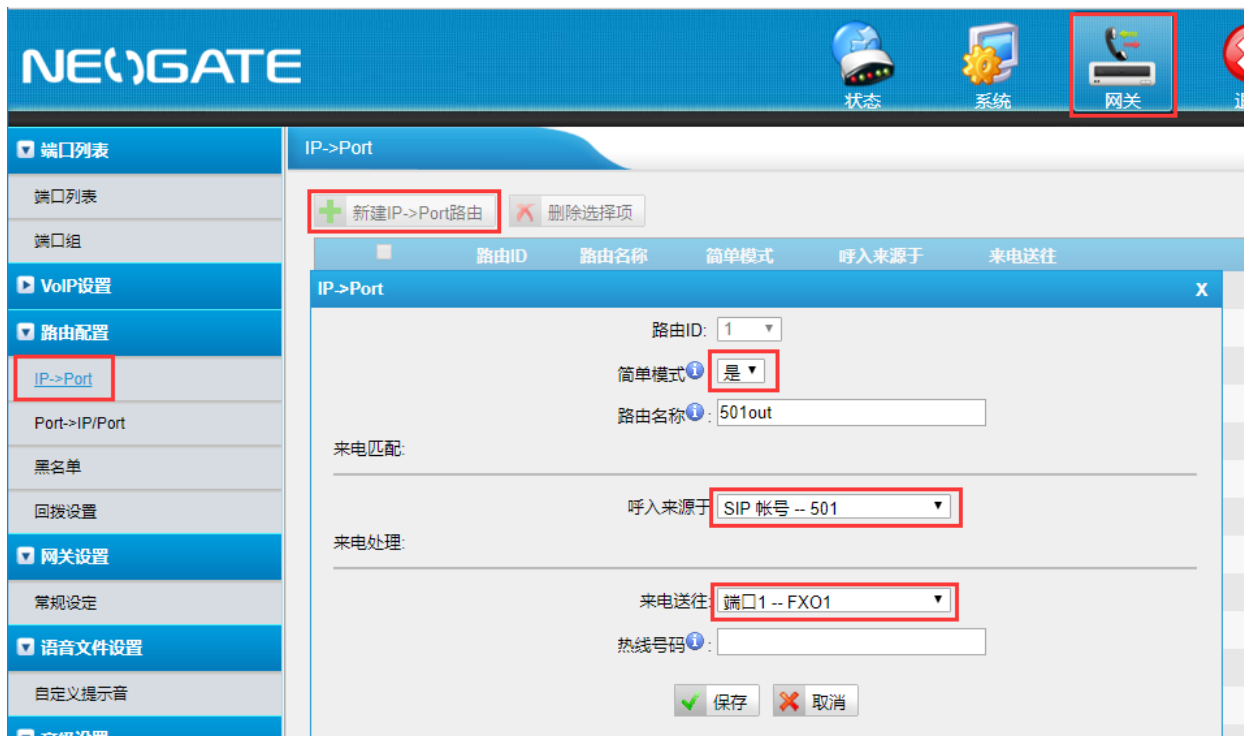 NEOGATE
状态
系统
网关
端口列表
端口列表
端口组
VoIP设置
路由配置
IP->Port
Port->IP/Port
黑名单
回拨设置
网关设置
常规设定
语音文件设置
自定义提示音
IP->Port
新建IP->Port路由
删除选择项
路由ID 路由名称 简单模式 呼入来源于 来电送往
IP->Port X
路由ID: 1
简单模式 是
路由名称: 501out
来电匹配:
呼入来源于 SIP 帐号 -- 501
来电处理:
来电送往: 端口1 -- FXO1
热线号码:
保存 取消